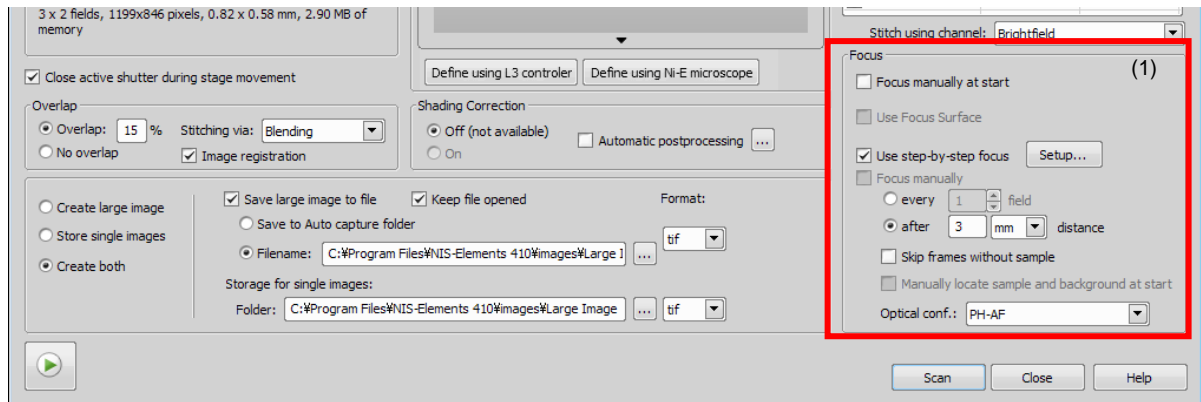 3 x 2 fields, 1199x846 pixels, 0.82 x 0.58 mm, 2.90 MB of
memory
Close active shutter during stage movement
Overlap
Overlap: 15 % Stitching via: Blending
No overlap Image registration
Define using L3 controler Define using Ni-E microscope
Shading Correction
Off (not available)
On
Automatic postprocessing ...
Create large image
Store single images
Create both
Save large image to file Keep file opened Format:
Save to Auto capture folder
Filename: C:¥Program Files¥NIS-Elements 410¥images¥Large I ... tif
Storage for single images:
Folder: C:¥Program Files¥NIS-Elements 410¥images¥Large Image ... tif
Stitch using channel: Brightfield
Focus
(1)
Focus manually at start
Use Focus Surface
Use step-by-step focus Setup...
Focus manually
every 1 field
after 3 mm distance
Skip frames without sample
Manually locate sample and background at start
Optical conf.: PH-AF
Scan Close Help